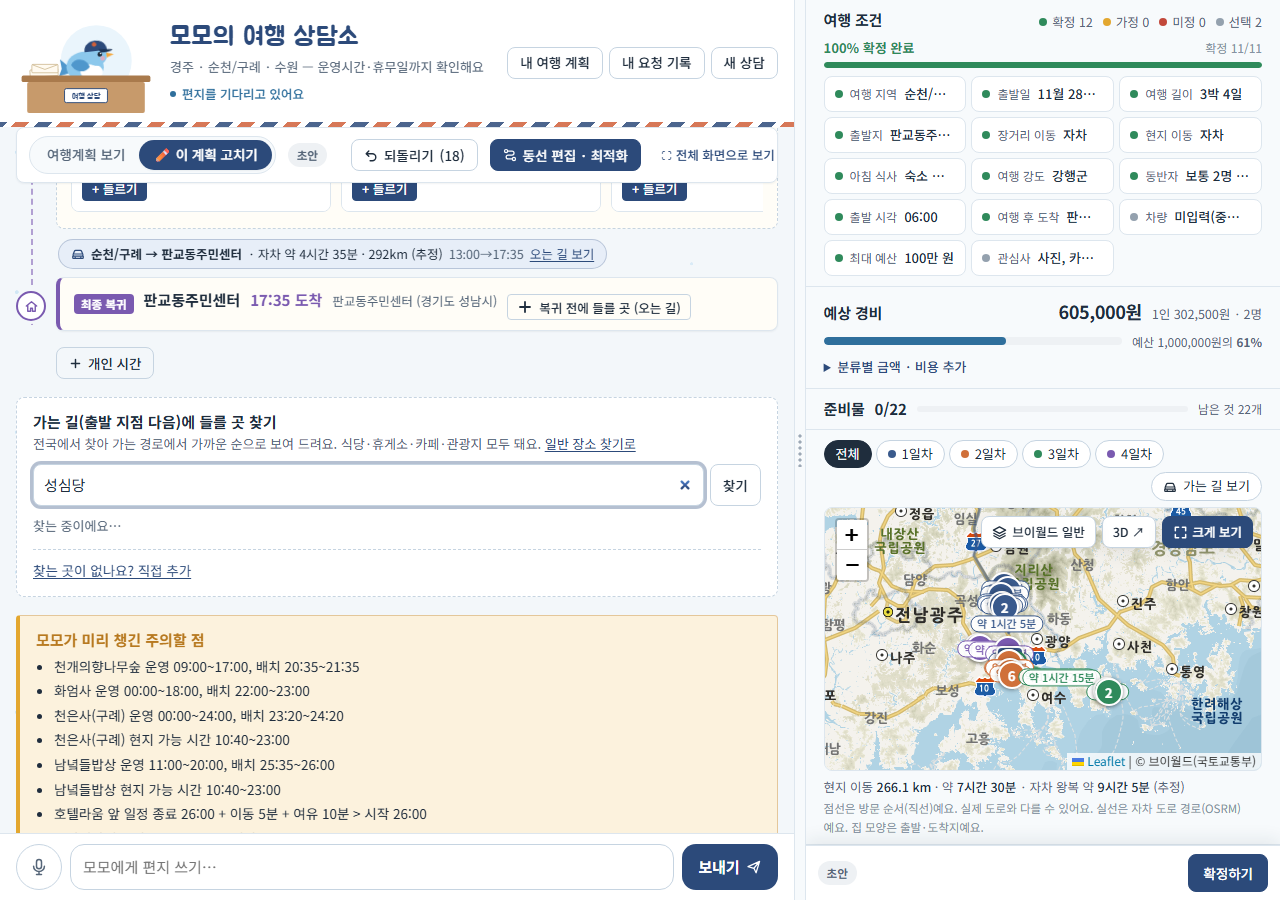 모모의 여행 상담소
경주 · 순천/구례 · 수원 — 운영시간·휴무일까지 확인해요
편지를 기다리고 있어요
여행 상담
내 여행 계획
내 요청 기록
새 상담
여행계획 보기
이 계획 고치기
초안
되돌리기 (18)
동선 편집 · 최적화
전체 화면으로 보기
+ 들르기
+ 들르기
+ 들르기
순천/구례 → 판교동주민센터 · 자차 약 4시간 35분 · 292km (추정) 13:00→17:35 오는 길 보기
최종 복귀 판교동주민센터 17:35 도착 판교동주민센터 (경기도 성남시) + 복귀 전에 들를 곳 (오는 길)
+ 개인 시간
가는 길(출발 지점 다음)에 들를 곳 찾기
전국에서 찾아 가는 경로에서 가까운 순으로 보여 드려요. 식당·휴게소·카페·관광지 모두 돼요. 일반 장소 찾기로
성심당
찾기
찾는 중이에요…
찾는 곳이 없나요? 직접 추가
모모가 미리 챙긴 주의할 점
천개의향나무숲 운영 09:00~17:00, 배치 20:35~21:35
화엄사 운영 00:00~18:00, 배치 22:00~23:00
천은사(구례) 운영 00:00~24:00, 배치 23:20~24:20
천은사(구례) 현지 가능 시간 10:40~23:00
남녘들밥상 운영 11:00~20:00, 배치 25:35~26:00
남녘들밥상 현지 가능 시간 10:40~23:00
호텔라움 앞 일정 종료 26:00 + 이동 5분 + 여유 10분 > 시작 26:00
모모에게 편지 쓰기…
보내기
여행 조건
확정 12 가정 0 미정 0 선택 2
100% 확정 완료
확정 11/11
여행 지역 순천/…
출발일 11월 28…
여행 길이 3박 4일
출발지 판교동주…
장거리 이동 자차
현지 이동 자차
아침 식사 숙소 …
여행 강도 강행군
동반자 보통 2명 …
출발 시각 06:00
여행 후 도착 판…
차량 미입력(중…
최대 예산 100만 원
관심사 사진, 카…
예상 경비
605,000원 1인 302,500원 · 2명
예산 1,000,000원의 61%
▶ 분류별 금액 · 비용 추가
준비물 0/22
남은 것 22개
전체
1일차
2일차
3일차
4일차
가는 길 보기
+
−
브이월드 일반
3D ↗
크게 보기
정읍
임실
45
내장산
국립공원
27
지리산
산청
담양
곡성
함안
2
진주
전남광주
약 1시간 5분
하동
창원
함평
화순
광양
사천
나주
통영
6
약 1시간 15분
2
10
보성
여수
강진
한려해상
국립공원
고흥
Leaflet | © 브이월드(국토교통부)
현지 이동 266.1 km · 약 7시간 30분 · 자차 왕복 약 9시간 5분 (추정)
점선은 방문 순서(직선)예요. 실제 도로와 다를 수 있어요. 실선은 자차 도로 경로(OSRM)
예요. 집 모양은 출발·도착지예요.
초안
확정하기